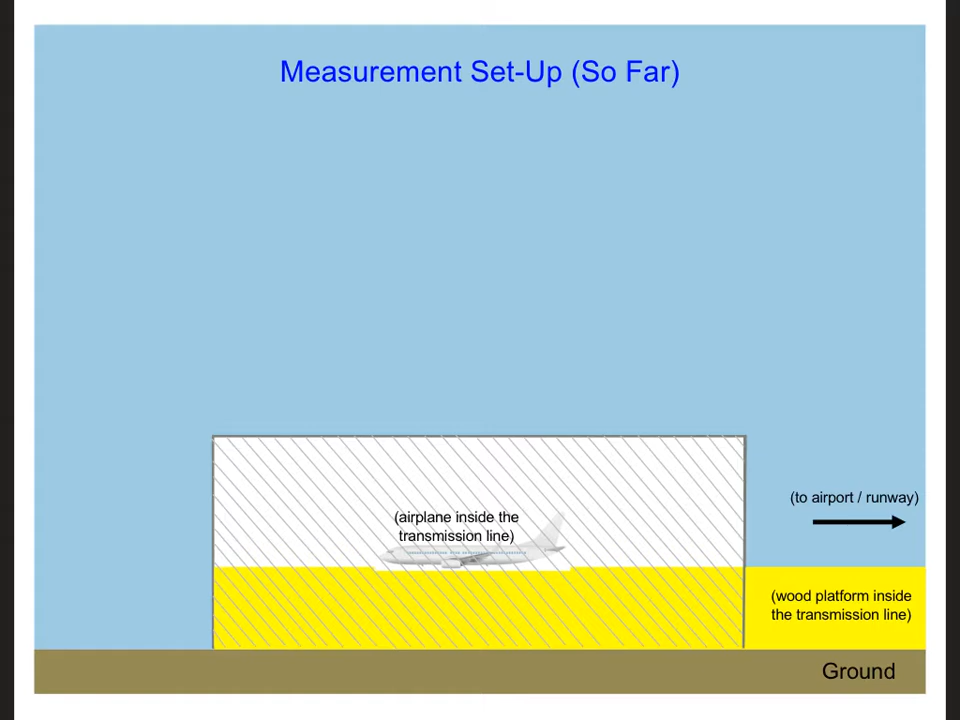 Measurement Set-Up (So Far)
(to airport / runway)
(airplane inside the
transmission line)
(wood platform inside
the transmission line)
Ground